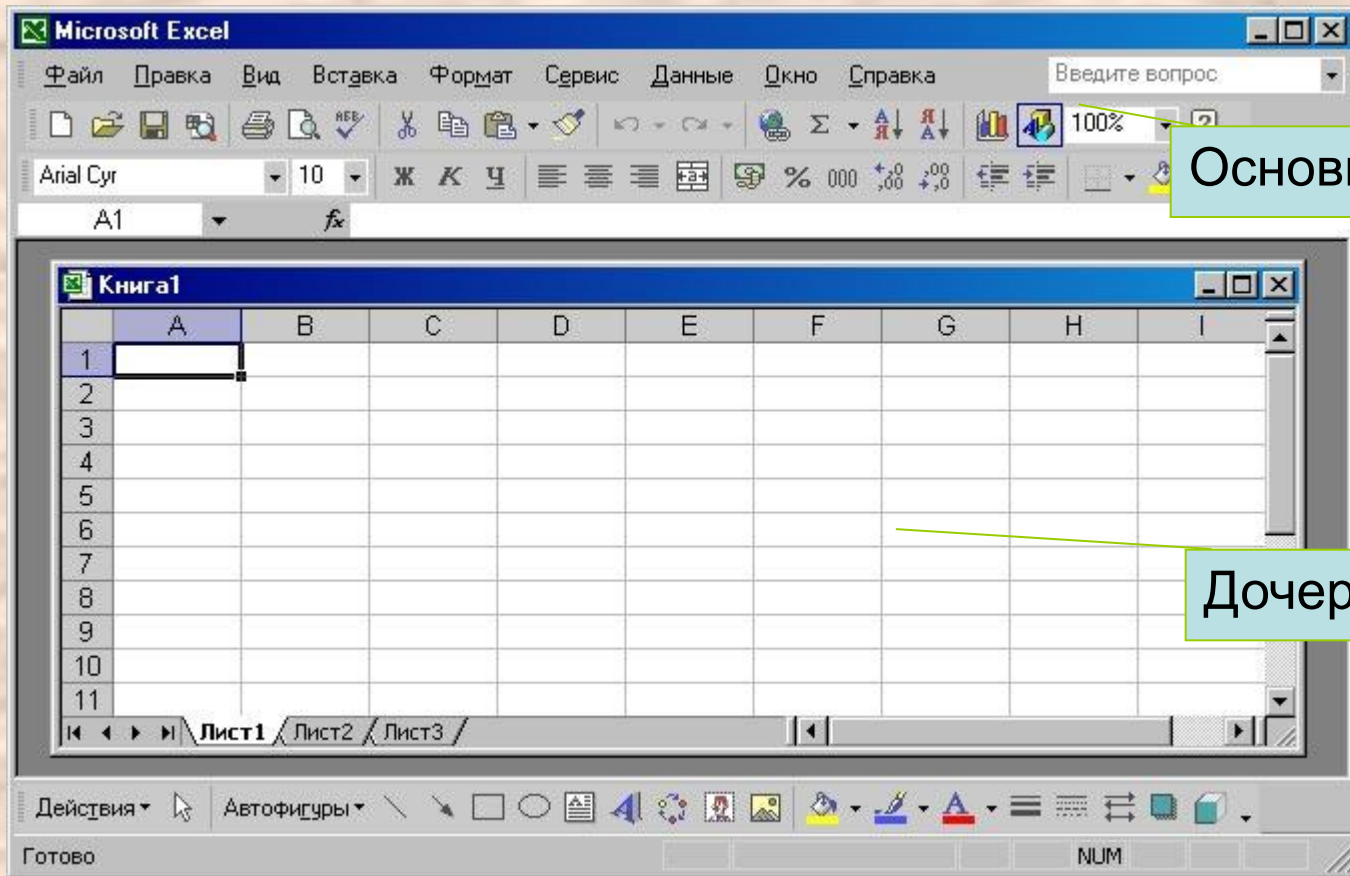 Microsoft Excel
Файл Правка Вид Вставка Формат Сервис Данные Окно Справка Введите вопрос
100%
Arial Cyr 10 Ж К Ч % 000
A1 fx
Книга1
A B C D E F G H I
1
2
3
4
5
6
7
8
9
10
11
Лист1 Лист2 Лист3
Действия Автофигуры
Готово NUM